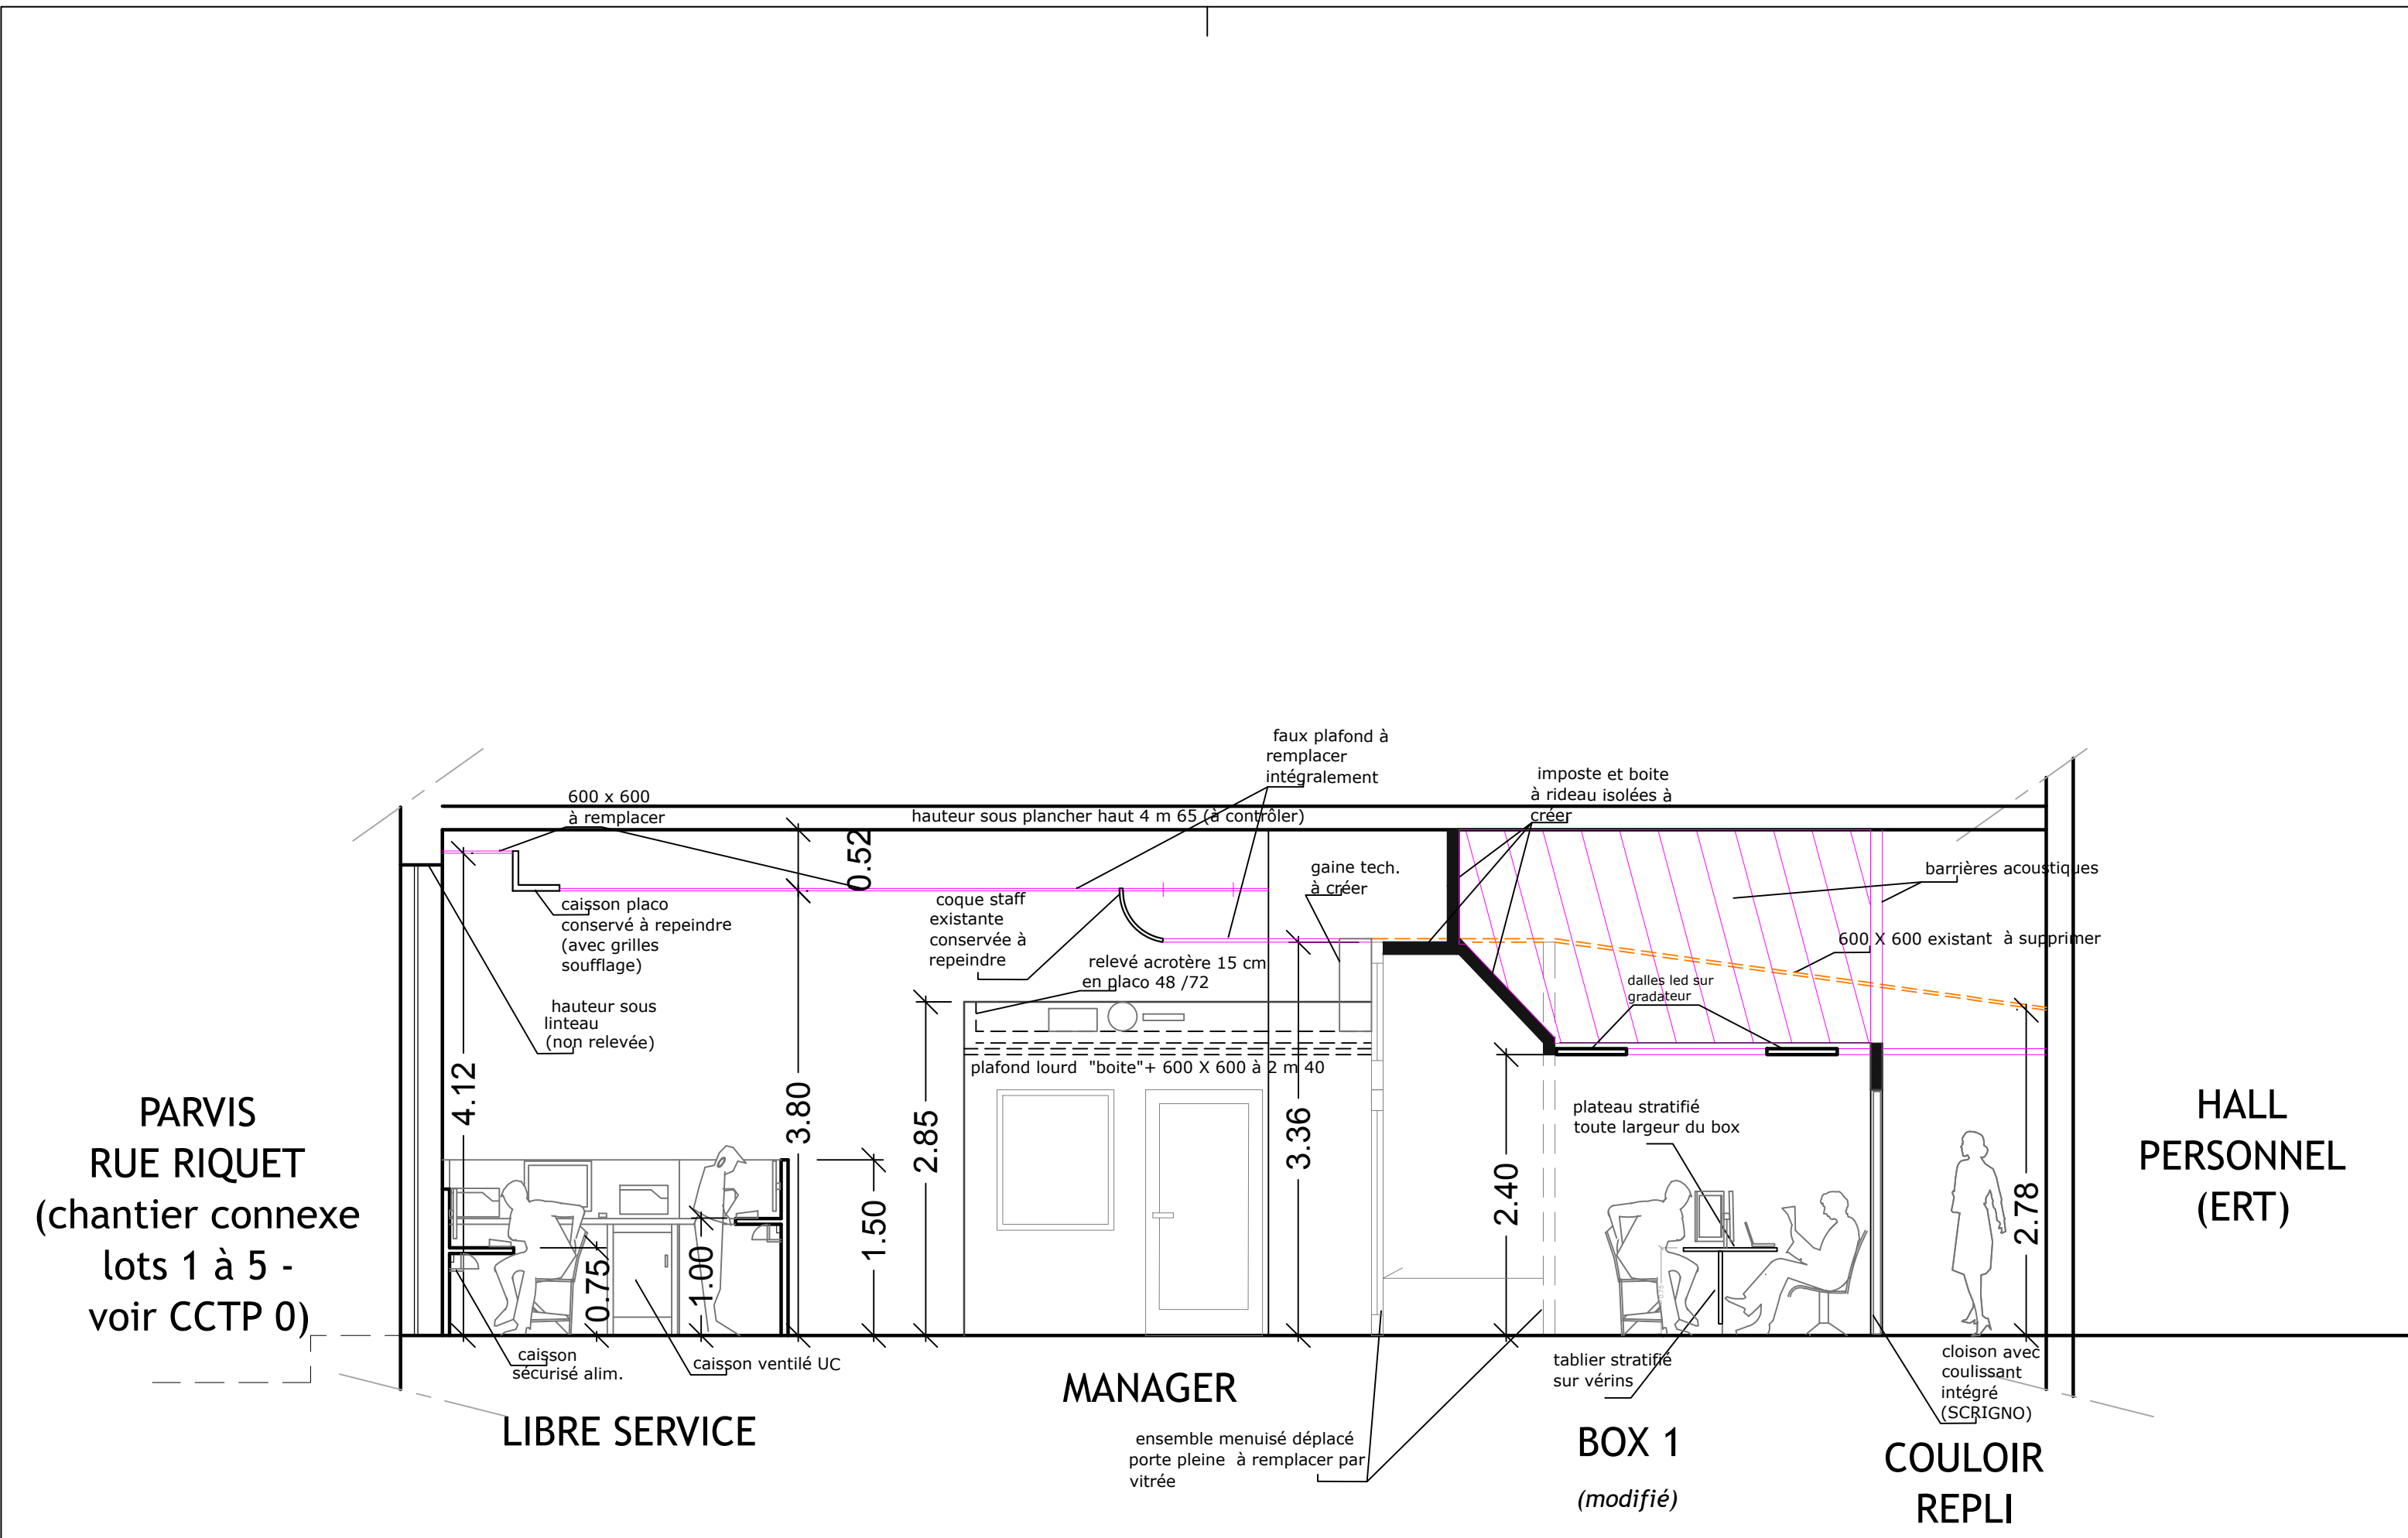 faux plafond à
remplacer
intégralement
600 x 600
à remplacer
hauteur sous plancher haut 4 m 65 (à contrôler)
imposte et boite
à rideau isolées à
créer
0.52
gaine tech.
à créer
barrières acoustiques
caisson placo
conservé à repeindre
(avec grilles
soufflage)
coque staff
existante
conservée à
repeindre
600 X 600 existant à supprimer
relevé acrotère 15 cm
en placo 48 /72
dalles led sur
gradateur
hauteur sous
linteau
(non relevée)
plafond lourd "boite"+ 600 X 600 à 2 m 40
4.12
3.80
2.85
3.36
2.40
2.78
1.50
1.00
0.75
plateau stratifié
toute largeur du box
PARVIS
RUE RIQUET
(chantier connexe
lots 1 à 5 -
voir CCTP 0)
HALL
PERSONNEL
(ERT)
caisson
sécurisé alim.
caisson ventilé UC
tablier stratifié
sur vérins
cloison avec
coulissant
intégré
(SCRIGNO)
LIBRE SERVICE
MANAGER
ensemble menuisé déplacé
porte pleine à remplacer par
vitrée
BOX 1
(modifié)
COULOIR
REPLI